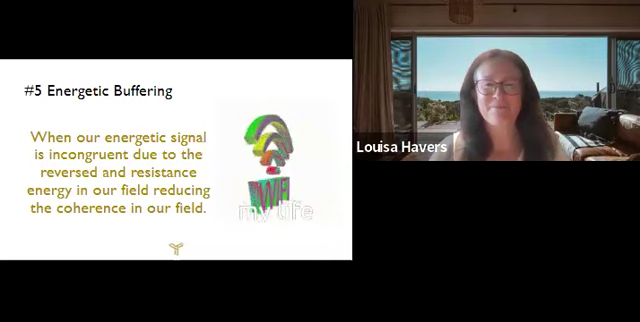 #5 Energetic Buffering
When our energetic signal
is incongruent due to the
reversed and resistance
energy in our field reducing
the coherence in our field.
WiFi
my life
Louisa Havers